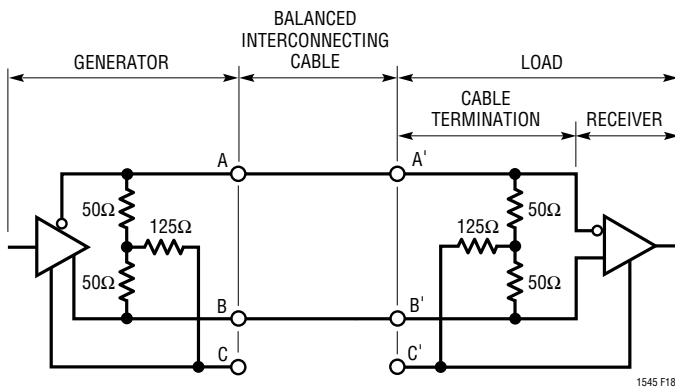 BALANCED
INTERCONNECTING
CABLE
GENERATOR
LOAD
CABLE
TERMINATION
RECEIVER
A
A'
50Ω
125Ω
50Ω
125Ω
50Ω
50Ω
B
B'
C
C'
1545 F18